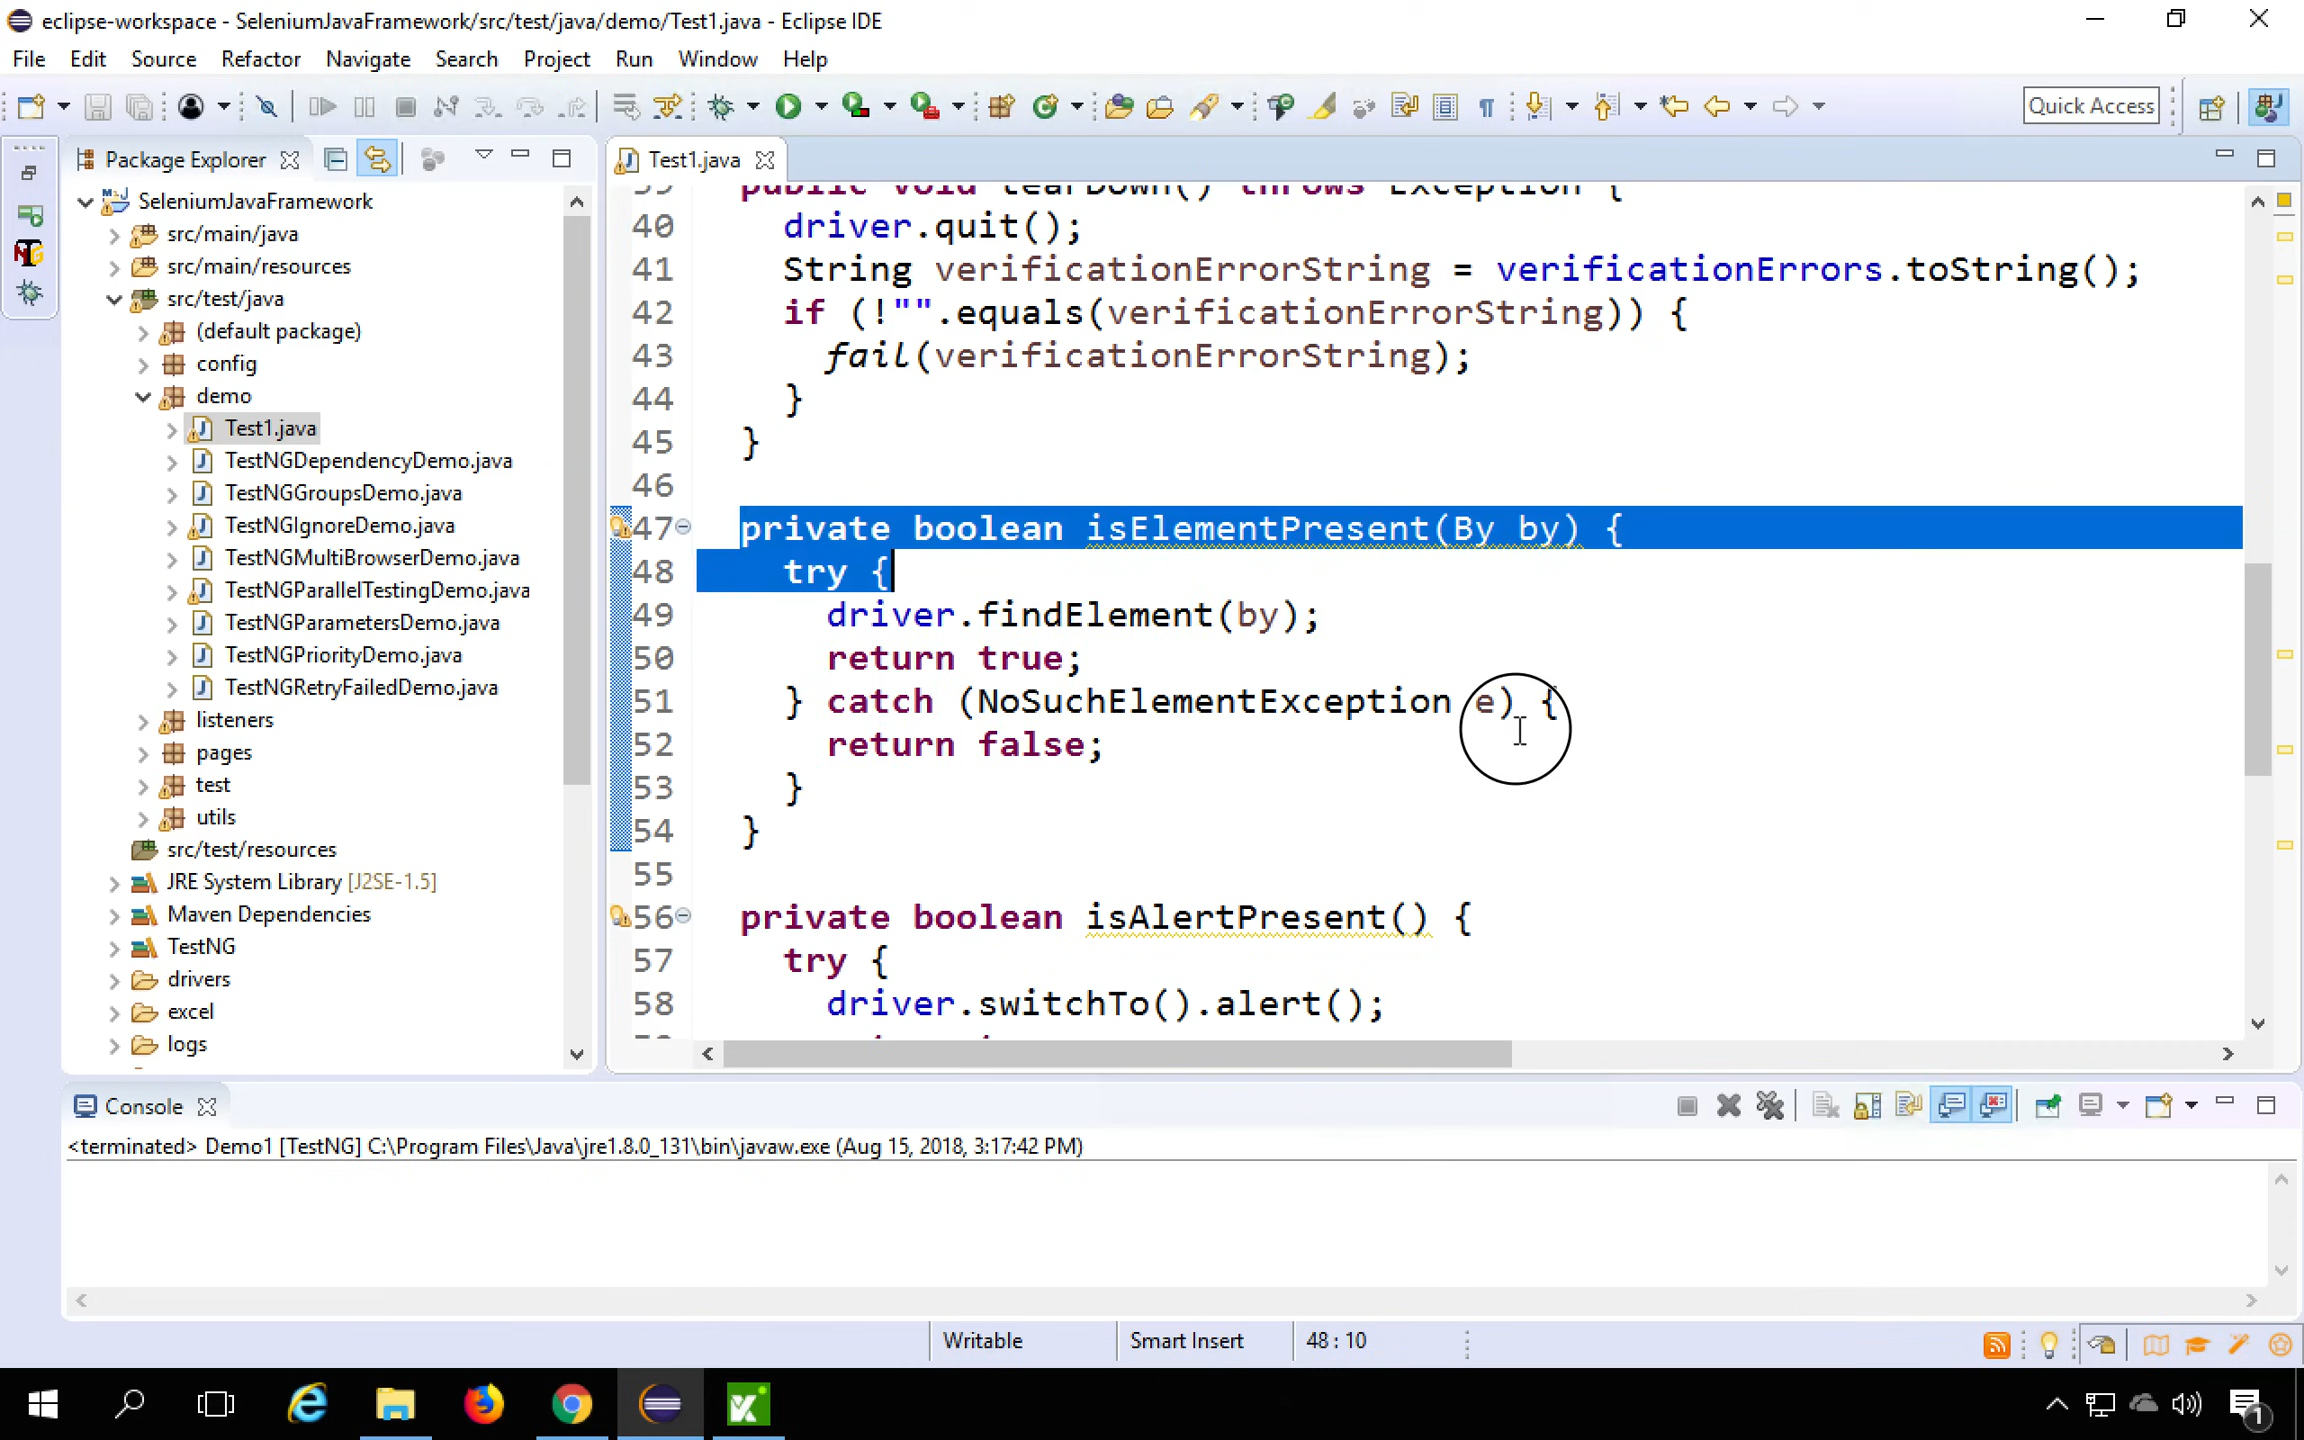 eclipse-workspace - SeleniumJavaFramework/src/test/java/demo/Test1.java - Eclipse IDE
File Edit Source Refactor Navigate Search Project Run Window Help
Quick Access
Package Explorer
SeleniumJavaFramework
src/main/java
src/main/resources
src/test/java
(default package)
config
demo
Test1.java
TestNGDependencyDemo.java
TestNGGroupsDemo.java
TestNGIgnoreDemo.java
TestNGMultiBrowserDemo.java
TestNGParallelTestingDemo.java
TestNGParametersDemo.java
TestNGPriorityDemo.java
TestNGRetryFailedDemo.java
listeners
pages
test
utils
src/test/resources
JRE System Library [J2SE-1.5]
Maven Dependencies
TestNG
drivers
excel
logs
Test1.java
39 public void tearDown() throws Exception {
40 driver.quit();
41 String verificationErrorString = verificationErrors.toString();
42 if (!"".equals(verificationErrorString)) {
43 fail(verificationErrorString);
44 }
45 }
46
47 private boolean isElementPresent(By by) {
48 try {
49 driver.findElement(by);
50 return true;
51 } catch (NoSuchElementException e) {
52 return false;
53 }
54 }
55
56 private boolean isAlertPresent() {
57 try {
58 driver.switchTo().alert();
Console
<terminated> Demo1 [TestNG] C:\Program Files\Java\jre1.8.0_131\bin\javaw.exe (Aug 15, 2018, 3:17:42 PM)
Writable Smart Insert 48 : 10
1